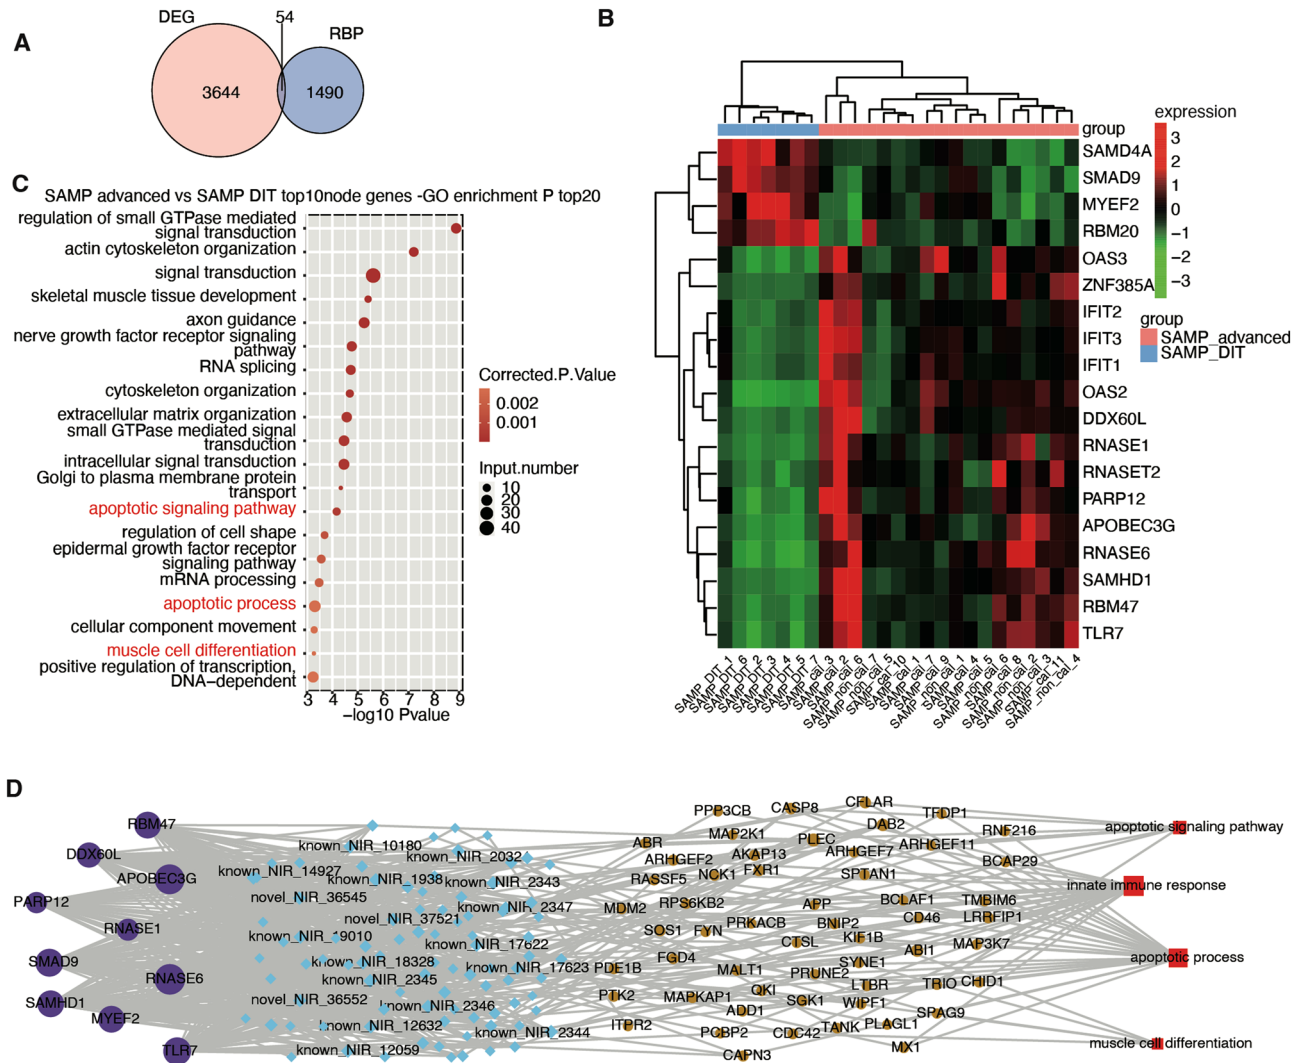 A
DEG
54
RBP
3644
1490
B
expression
3
2
1
0
−1
−2
−3
group
SAMP_advanced
SAMP_DIT
group
SAMD4A
SMAD9
MYEF2
RBM20
OAS3
ZNF385A
IFIT2
IFIT3
IFIT1
OAS2
DDX60L
RNASE1
RNASET2
PARP12
APOBEC3G
RNASE6
SAMHD1
RBM47
TLR7
SAMP_DIT_1
SAMP_DIT_6
SAMP_DIT_2
SAMP_DIT_3
SAMP_DIT_4
SAMP_DIT_5
SAMP_DIT_7
C
SAMP advanced vs SAMP DIT top10node genes -GO enrichment P top20
regulation of small GTPase mediated
signal transduction
actin cytoskeleton organization
signal transduction
skeletal muscle tissue development
axon guidance
nerve growth factor receptor signaling
pathway
RNA splicing
cytoskeleton organization
extracellular matrix organization
small GTPase mediated signal
transduction
intracellular signal transduction
Golgi to plasma membrane protein
transport
apoptotic signaling pathway
regulation of cell shape
epidermal growth factor receptor
signaling pathway
mRNA processing
apoptotic process
cellular component movement
muscle cell differentiation
positive regulation of transcription,
DNA−dependent
3 4 5 6 7 8 9
−log10 Pvalue
Corrected.P.Value
0.002
0.001
Input.number
10
20
30
40
D
RBM47
DDX60L
APOBEC3G
PARP12
RNASE1
SMAD9
RNASE6
SAMHD1
MYEF2
TLR7
known_NIR_10180
known_NIR_2032
known_NIR_14927
known_NIR_1938
known_NIR_2343
novel_NIR_36545
known_NIR_2347
novel_NIR_37521
known_NIR_19010
known_NIR_17622
known_NIR_18328
known_NIR_17623
known_NIR_2345
novel_NIR_36552
known_NIR_2346
known_NIR_12632
known_NIR_2344
known_NIR_12059
PPP3CB
CASP8
CFLAR
TFDP1
ABR
MAP2K1
PLEC
DAB2
RNF216
ARHGEF2
AKAP13
ARHGEF7
ARHGEF11
BCAP29
RASSF5
NCK1
FXR1
SPTAN1
MDM2
RPS6KB2
APP
BCLAF1
TMBIM6
SOS1
FYN
PRKACB
BNIP2
CD46
LRRFIP1
CTSL
KIF1B
ABI1
MAP3K7
FGD4
PDE1B
MALT1
PRUNE2
SYNE1
LTBR
TRIO
CHID1
PTK2
MAPKAP1
QKI
SGK1
WIPF1
ADD1
SPAG9
ITPR2
PCBP2
CDC42
TANK
PLAGL1
CAPN3
MX1
apoptotic signaling pathway
innate immune response
apoptotic process
muscle cell differentiation